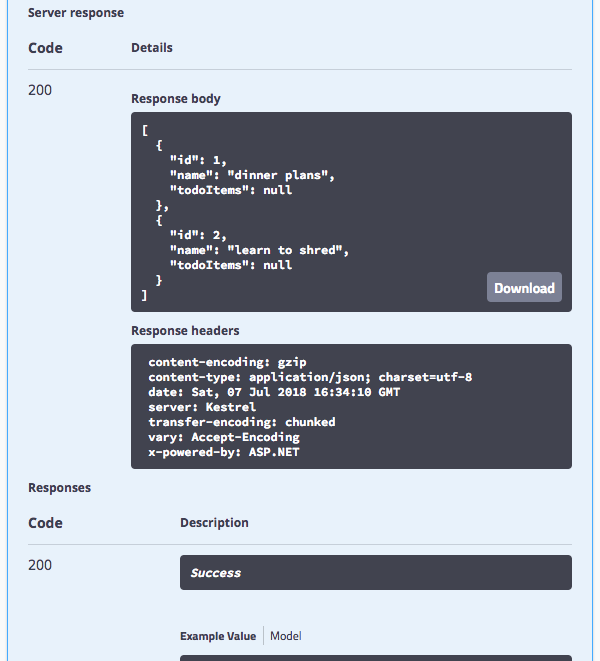 Server response
Code Details
200
Response body
[
  {
    "id": 1,
    "name": "dinner plans",
    "todoItems": null
  },
  {
    "id": 2,
    "name": "learn to shred",
    "todoItems": null
  }
]
Download
Response headers
content-encoding: gzip
content-type: application/json; charset=utf-8
date: Sat, 07 Jul 2018 16:34:10 GMT
server: Kestrel
transfer-encoding: chunked
vary: Accept-Encoding
x-powered-by: ASP.NET
Responses
Code Description
200
Success
Example Value Model